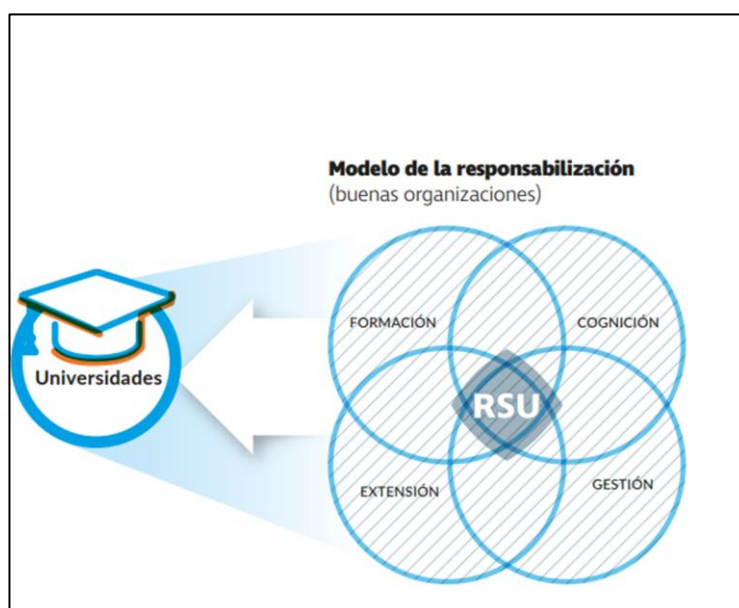 Modelo de la responsabilización
(buenas organizaciones)
FORMACIÓN
COGNICIÓN
Universidades
RSU
EXTENSIÓN
GESTIÓN